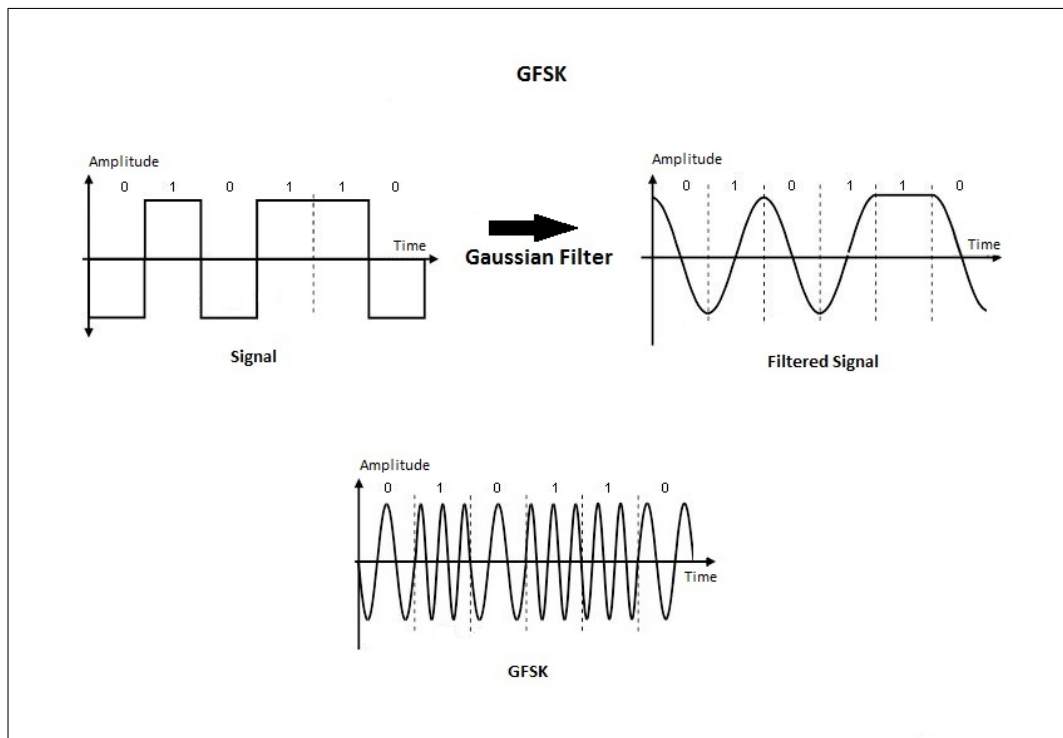 GFSK
Amplitude
0 1 0 1 1 0
Time
Signal
Gaussian Filter
Amplitude
0 1 0 1 1 0
Time
Filtered Signal
Amplitude
0 1 0 1 1 0
Time
GFSK